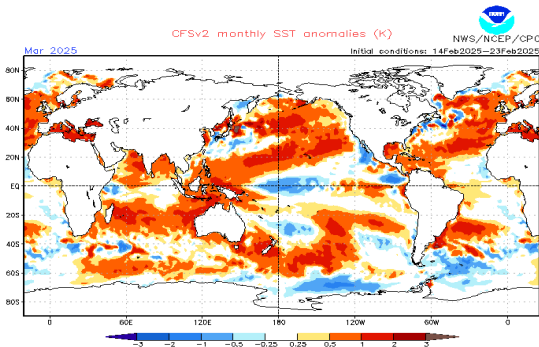 NOAA
CFSv2 monthly SST anomalies (K)
NWS/NCEP/CPC
Mar 2025
Initial conditions: 14Feb2025-23Feb2025
80N
60N
40N
20N
EQ
20S
40S
60S
80S
0 60E 120E 180 120W 60W 0
-3 -2 -1 -0.5 -0.25 0.25 0.5 1 2 3